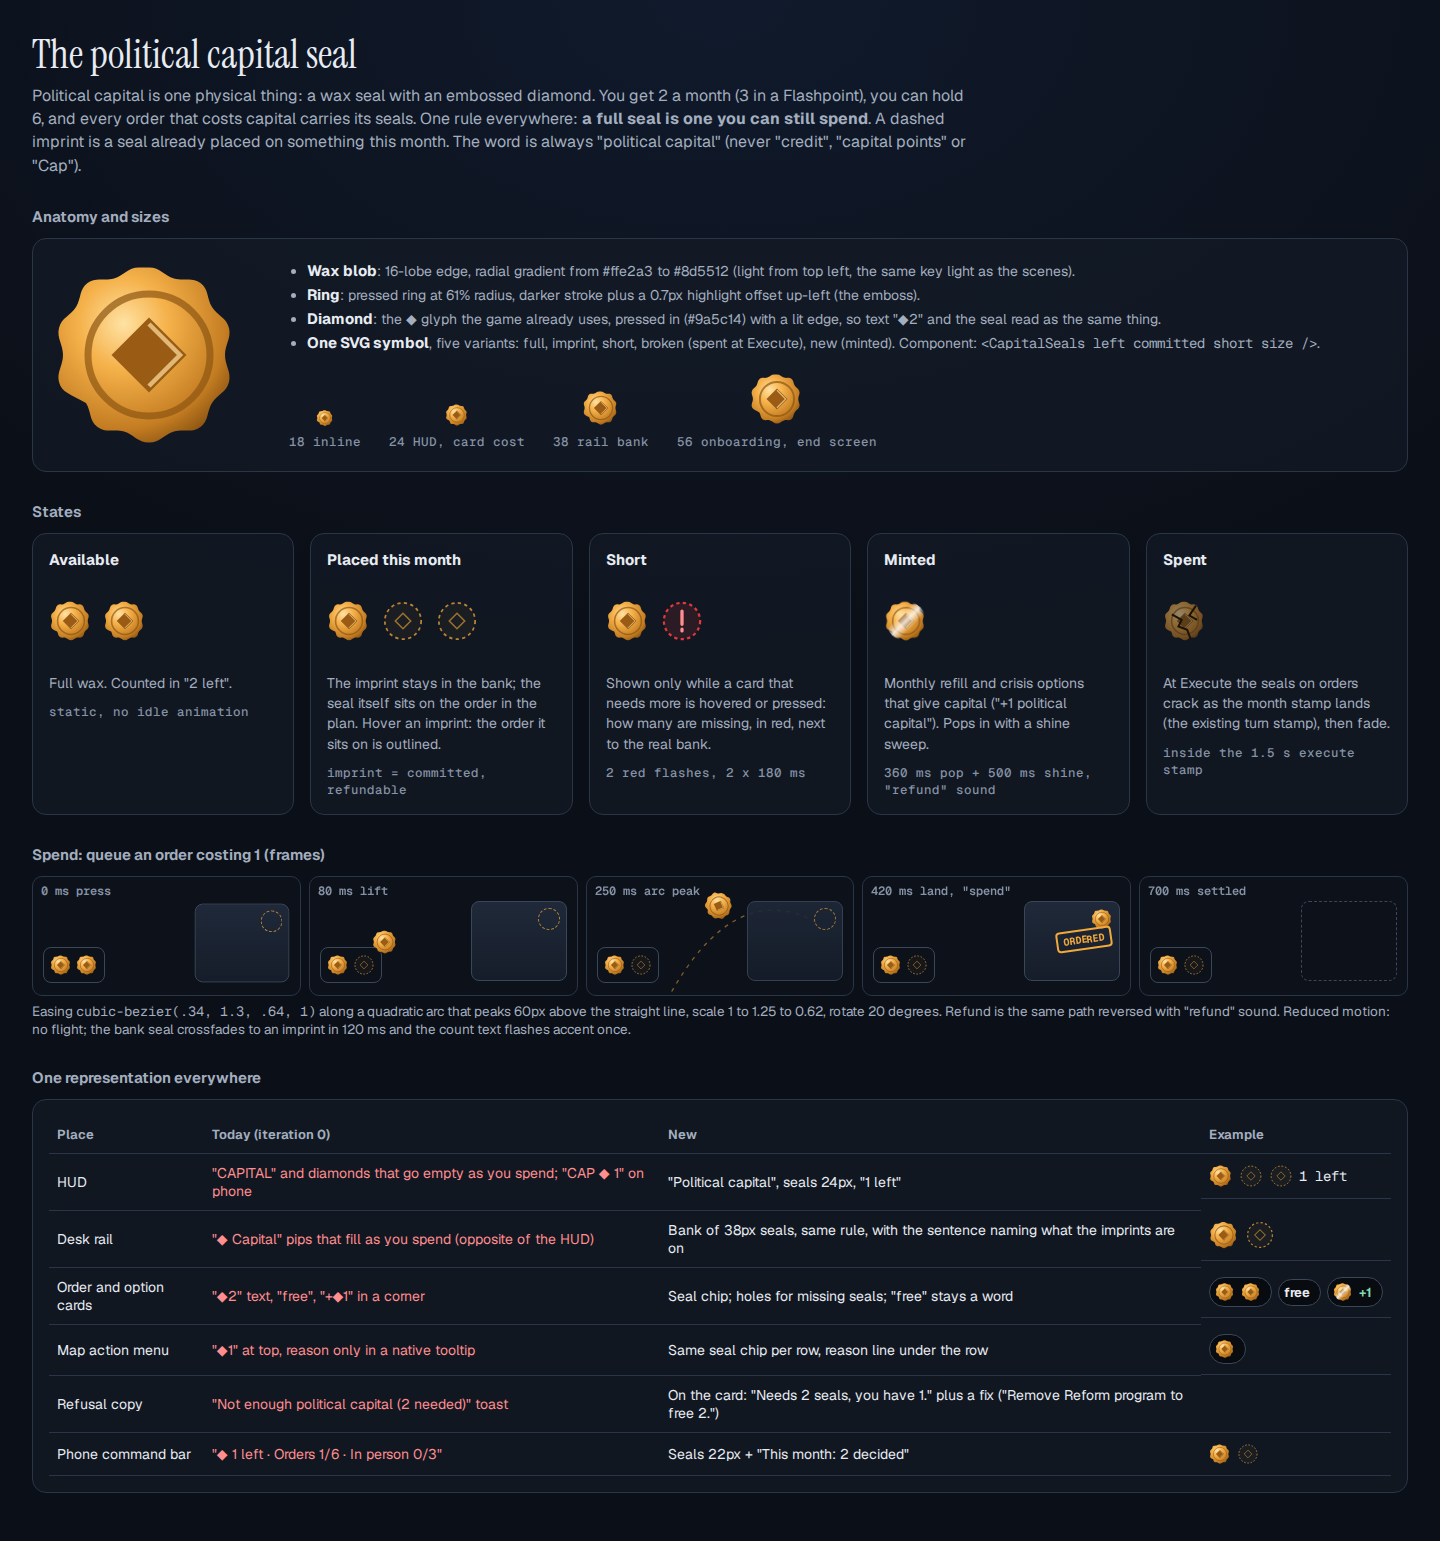 The political capital seal
Political capital is one physical thing: a wax seal with an embossed diamond. You get 2 a month (3 in a Flashpoint), you can hold
6, and every order that costs capital carries its seals. One rule everywhere: a full seal is one you can still spend. A dashed
imprint is a seal already placed on something this month. The word is always "political capital" (never "credit", "capital points" or
"Cap").
Anatomy and sizes
• Wax blob: 16-lobe edge, radial gradient from #ffe2a3 to #8d5512 (light from top left, the same key light as the scenes).
• Ring: pressed ring at 61% radius, darker stroke plus a 0.7px highlight offset up-left (the emboss).
• Diamond: the ◆ glyph the game already uses, pressed in (#9a5c14) with a lit edge, so text "◆2" and the seal read as the same thing.
• One SVG symbol, five variants: full, imprint, short, broken (spent at Execute), new (minted). Component: <CapitalSeals left committed short size />.
18 inline
24 HUD, card cost
38 rail bank
56 onboarding, end screen
States
Available
Full wax. Counted in "2 left".
static, no idle animation
Placed this month
The imprint stays in the bank; the
seal itself sits on the order in the
plan. Hover an imprint: the order it
sits on is outlined.
imprint = committed,
refundable
Short
Shown only while a card that
needs more is hovered or pressed:
how many are missing, in red, next
to the real bank.
2 red flashes, 2 x 180 ms
Minted
Monthly refill and crisis options
that give capital ("+1 political
capital"). Pops in with a shine
sweep.
360 ms pop + 500 ms shine,
"refund" sound
Spent
At Execute the seals on orders
crack as the month stamp lands
(the existing turn stamp), then fade.
inside the 1.5 s execute
stamp
Spend: queue an order costing 1 (frames)
0 ms press
80 ms lift
250 ms arc peak
420 ms land, "spend"
ORDERED
700 ms settled
Easing cubic-bezier(.34, 1.3, .64, 1) along a quadratic arc that peaks 60px above the straight line, scale 1 to 1.25 to 0.62, rotate 20 degrees. Refund is the same path reversed with "refund" sound. Reduced motion:
no flight; the bank seal crossfades to an imprint in 120 ms and the count text flashes accent once.
One representation everywhere
Place
Today (iteration 0)
New
Example
HUD
"CAPITAL" and diamonds that go empty as you spend; "CAP ◆ 1" on
phone
"Political capital", seals 24px, "1 left"
1 left
Desk rail
"◆ Capital" pips that fill as you spend (opposite of the HUD)
Bank of 38px seals, same rule, with the sentence naming what the imprints are
on
Order and option
cards
"◆2" text, "free", "+◆1" in a corner
Seal chip; holes for missing seals; "free" stays a word
free
+1
Map action menu
"◆1" at top, reason only in a native tooltip
Same seal chip per row, reason line under the row
Refusal copy
"Not enough political capital (2 needed)" toast
On the card: "Needs 2 seals, you have 1." plus a fix ("Remove Reform program to
free 2.")
Phone command bar
"◆ 1 left · Orders 1/6 · In person 0/3"
Seals 22px + "This month: 2 decided"